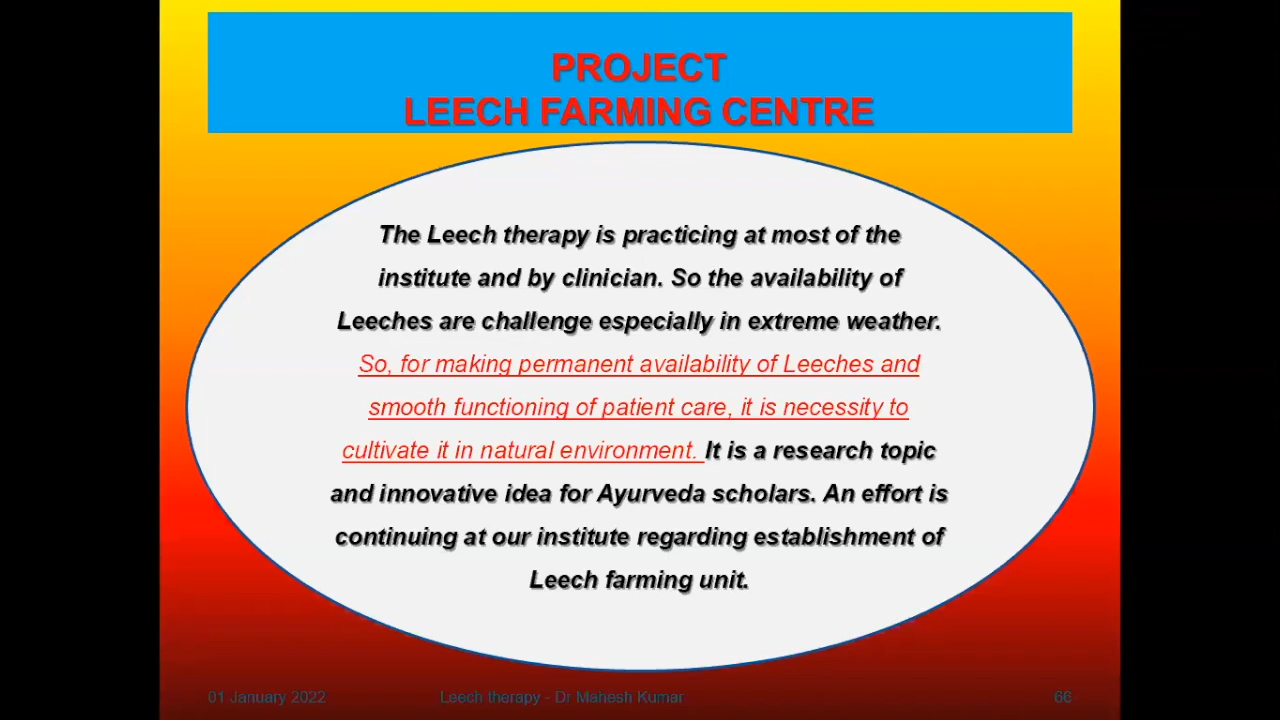 PROJECT
LEECH FARMING CENTRE
The Leech therapy is practicing at most of the
institute and by clinician. So the availability of
Leeches are challenge especially in extreme weather.
So, for making permanent availability of Leeches and
smooth functioning of patient care, it is necessity to
cultivate it in natural environment. It is a research topic
and innovative idea for Ayurveda scholars. An effort is
continuing at our institute regarding establishment of
Leech farming unit.
01 January 2022 Leech therapy - Dr Mahesh Kumar 66